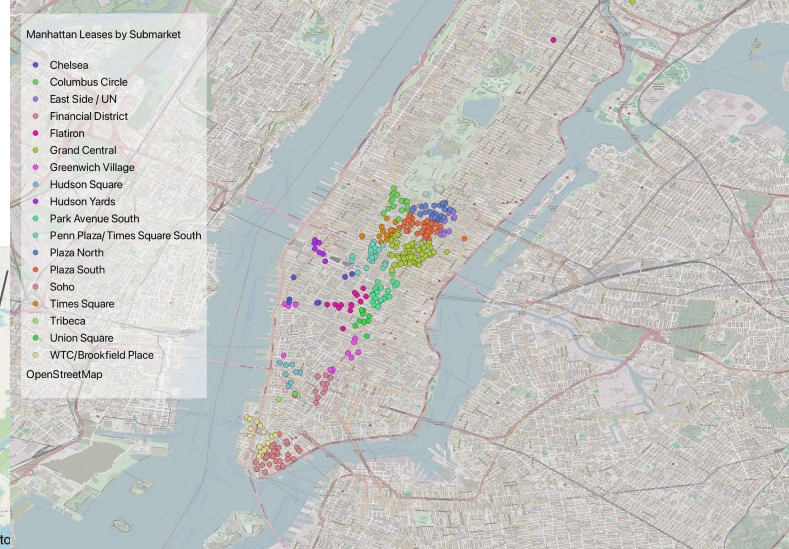 Manhattan Leases by Submarket
Chelsea
Columbus Circle
East Side / UN
Financial District
Flatiron
Grand Central
Greenwich Village
Hudson Square
Hudson Yards
Park Avenue South
Penn Plaza/ Times Square South
Plaza North
Plaza South
Soho
Times Square
Tribeca
Union Square
WTC/Brookfield Place
OpenStreetMap
to